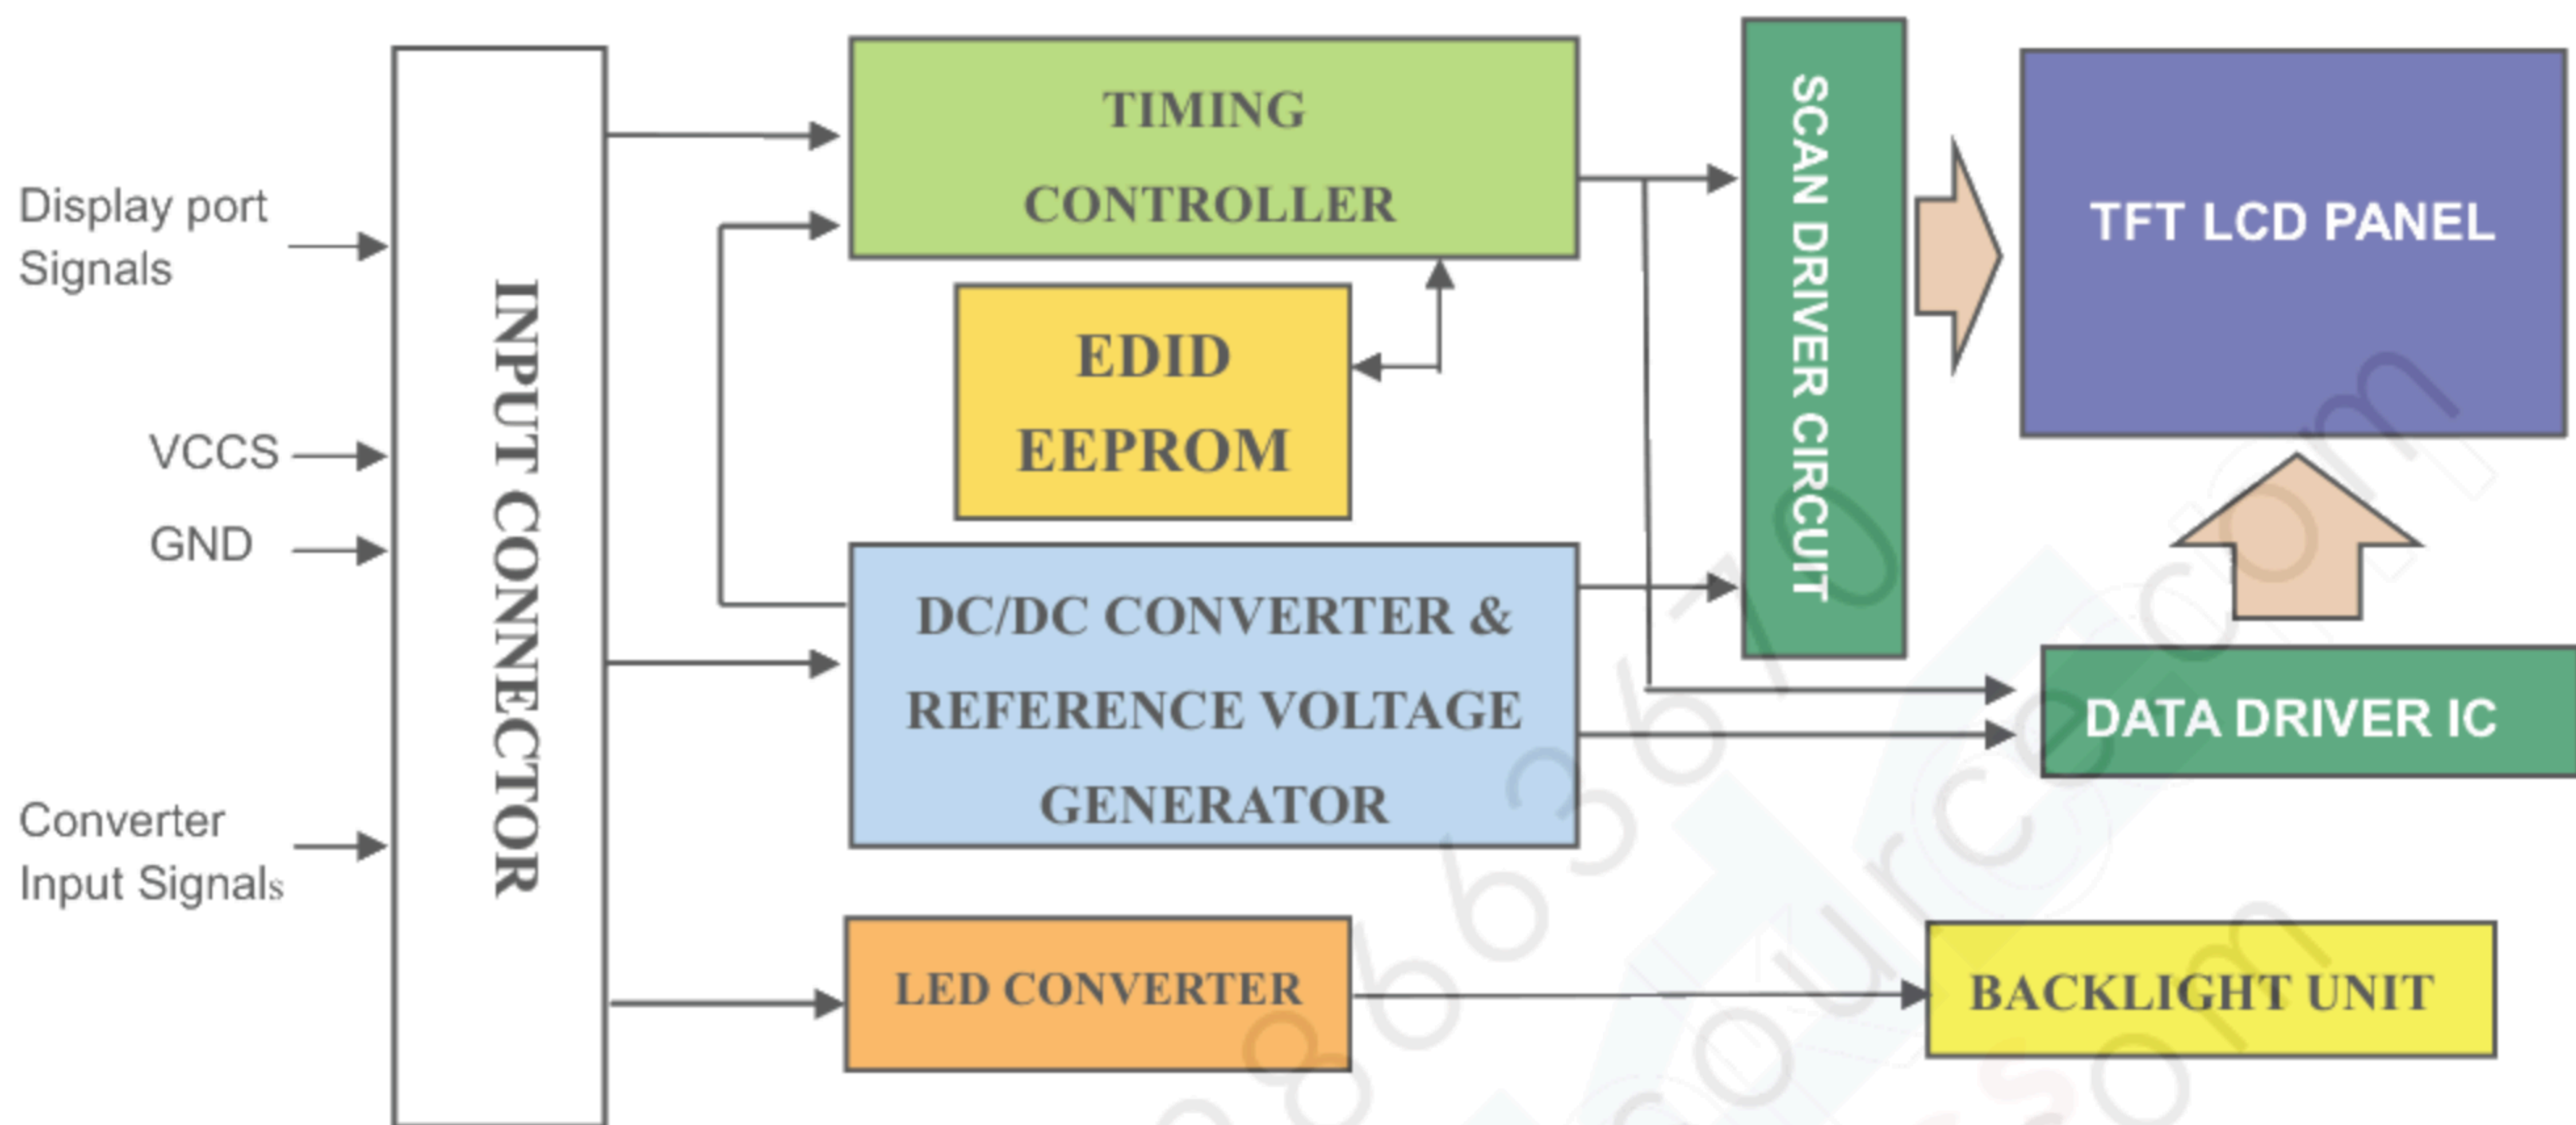 Display port
Signals
VCCS
GND
Converter
Input Signals
INPUT CONNECTOR
TIMING
CONTROLLER
EDID
EEPROM
DC/DC CONVERTER &
REFERENCE VOLTAGE
GENERATOR
LED CONVERTER
SCAN DRIVER CIRCUIT
TFT LCD PANEL
DATA DRIVER IC
BACKLIGHT UNIT